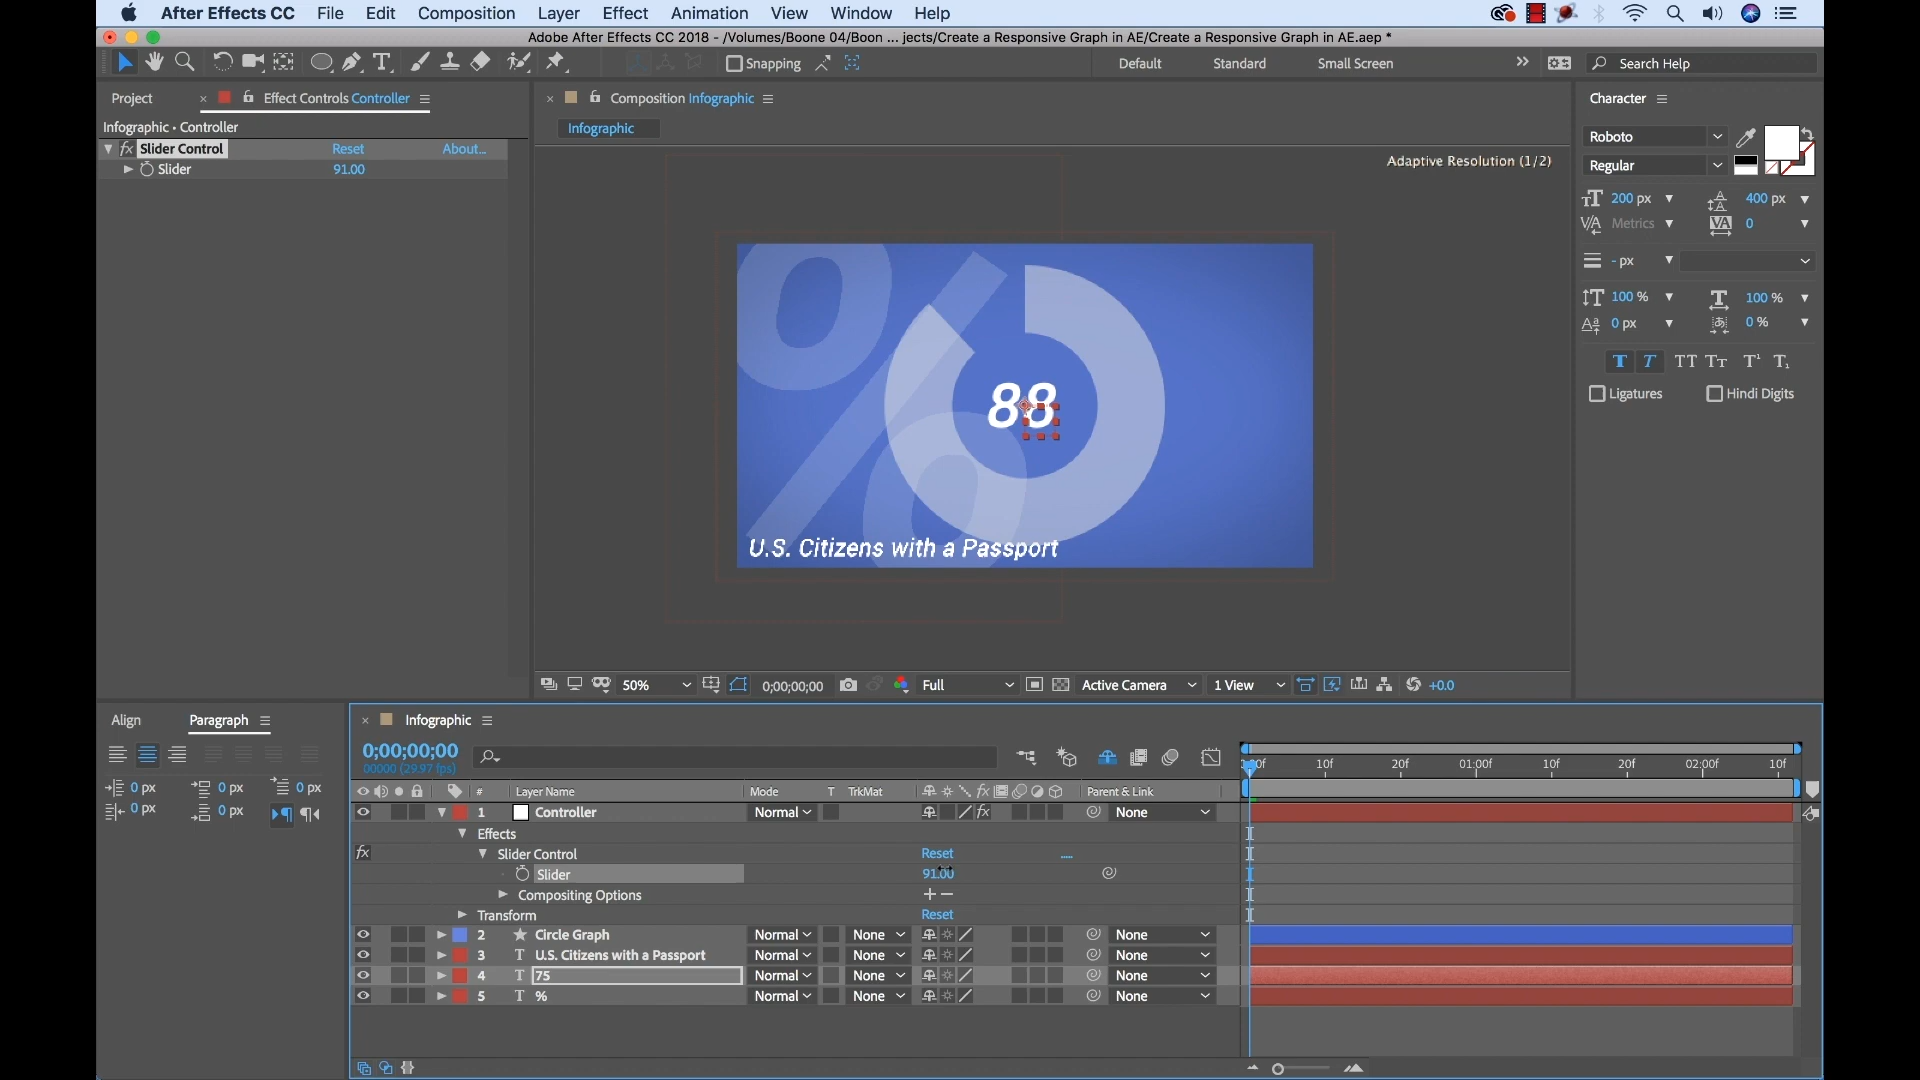 After Effects CC File Edit Composition Layer Effect Animation View Window Help
Adobe After Effects CC 2018 - /Volumes/Boone 04/Boon ... jects/Create a Responsive Graph in AE/Create a Responsive Graph in AE.aep *
Snapping Default Standard Small Screen Search Help
Project Effect Controls Controller
Infographic • Controller
fx Slider Control Reset About...
Slider 91.00
Composition Infographic
Infographic
Adaptive Resolution (1/2)
%
88
U.S. Citizens with a Passport
50% 0;00;00;00 Full Active Camera 1 View +0.0
Character
Roboto
Regular
200 px 400 px
Metrics 0
- px
100 % 100 %
0 px 0 %
T T TT Tt T¹ T₁
Ligatures Hindi Digits
Align Paragraph
0 px 0 px 0 px
0 px 0 px
Infographic
0;00;00;00
00000 (29.97 fps)
:00f 10f 20f 01:00f 10f 20f 02:00f 10f
# Layer Name Mode T TrkMat Parent & Link
1 Controller Normal fx None
Effects
fx Slider Control Reset
Slider 91.00
Compositing Options + −
Transform Reset
2 Circle Graph Normal None None
3 T U.S. Citizens with a Passport Normal None None
4 T 75 Normal None None
5 T % Normal None None